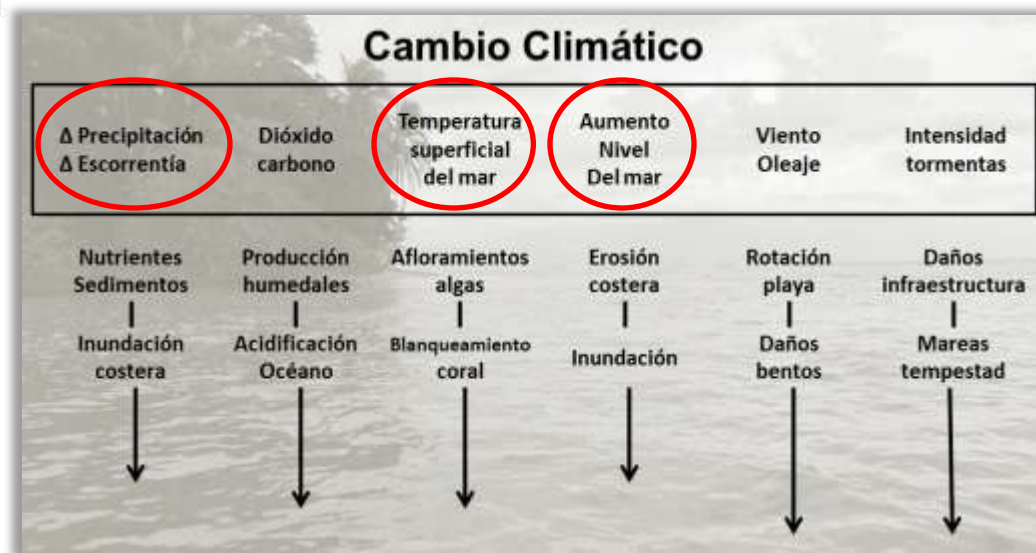 Cambio Climático
Δ Precipitación
Δ Escorrentía
Dióxido
carbono
Temperatura
superficial
del mar
Aumento
Nivel
Del mar
Viento
Oleaje
Intensidad
tormentas
Nutrientes
Sedimentos
Inundación
costera
Producción
humedales
Acidificación
Océano
Afloramientos
algas
Blanqueamiento
coral
Erosión
costera
Inundación
Rotación
playa
Daños
bentos
Daños
infraestructura
Mareas
tempestad